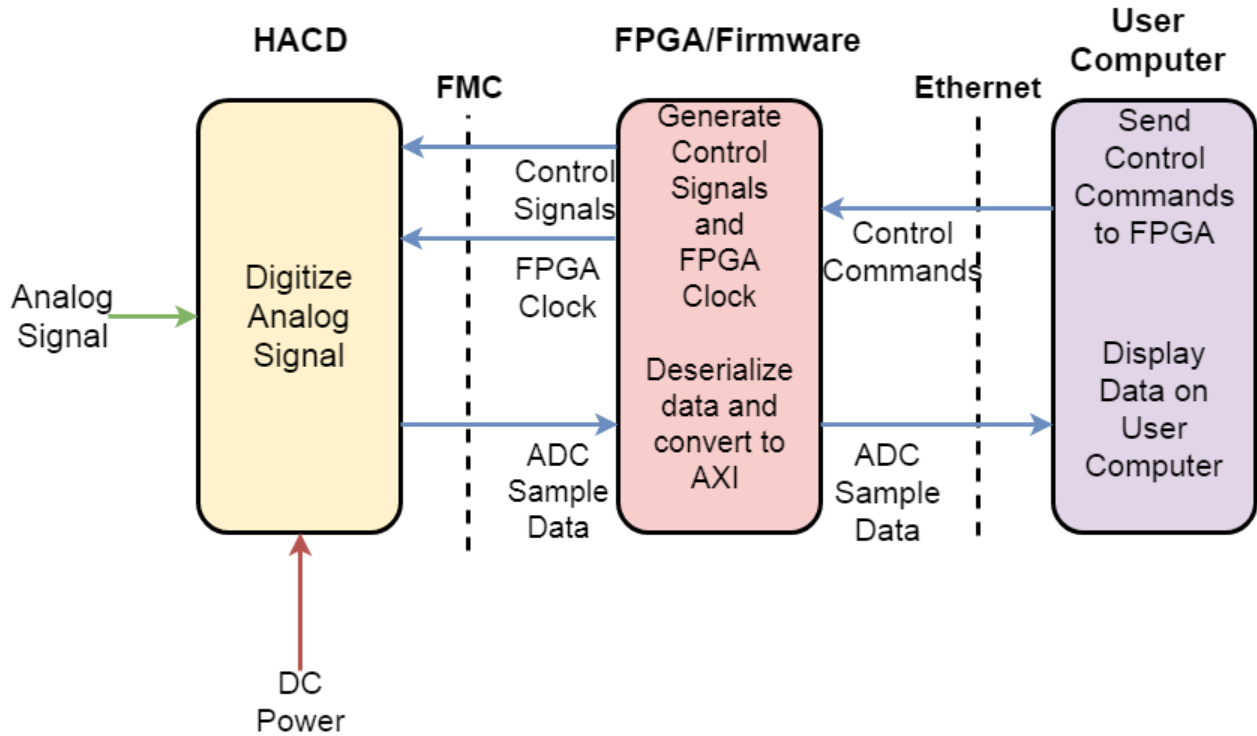 HACD
FPGA/Firmware
User
Computer
FMC
Ethernet
Analog
Signal
Digitize
Analog
Signal
DC
Power
Control
Signals
FPGA
Clock
ADC
Sample
Data
Generate
Control
Signals
and
FPGA
Clock
Deserialize
data and
convert to
AXI
Control
Commands
ADC
Sample
Data
Send
Control
Commands
to FPGA
Display
Data on
User
Computer